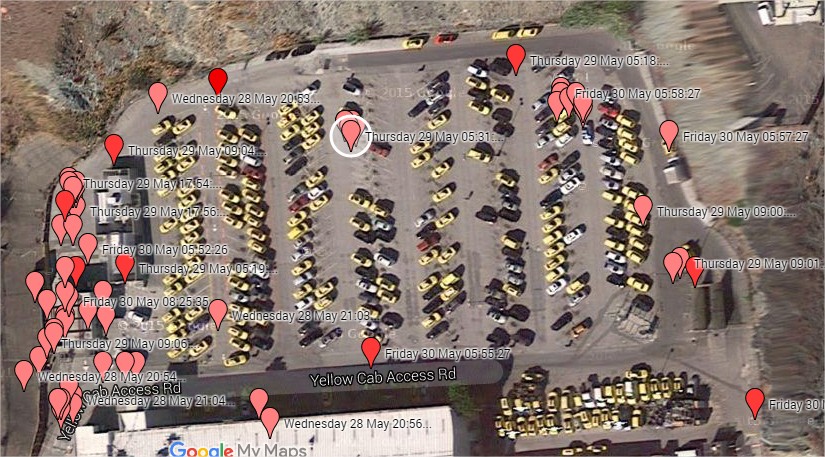 Thursday 29 May 05:18:...
Wednesday 28 May 20:53...
Friday 30 May 05:58:27
Thursday 29 May 05:31:...
Friday 30 May 05:57:27
Thursday 29 May 09:04...
Thursday 29 May 17:54:...
Thursday 29 May 17:56:...
Thursday 29 May 09:00:...
Friday 30 May 05:52:26
Thursday 29 May 05:19:...
Thursday 29 May 09:01...
Friday 30 May 08:25:35
Wednesday 28 May 21:03...
© 2015
Thursday 29 May 09:06...
Friday 30 May 05:55:27
Wednesday 28 May 20:54...
Yellow Cab Access Rd
Yellow Cab Access Rd
Wednesday 28 May 21:04...
Friday 30
Wednesday 28 May 20:56...
Google My Maps